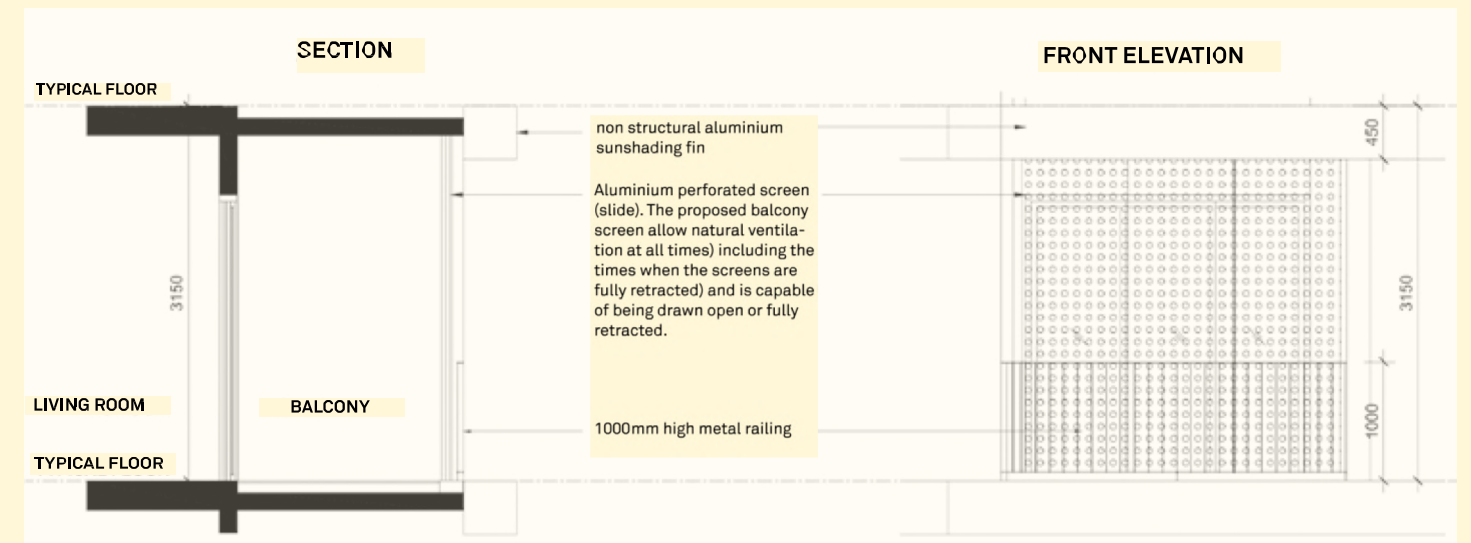 SECTION
FRONT ELEVATION
TYPICAL FLOOR
non structural aluminium
sunshading fin
450
Aluminium perforated screen
(slide). The proposed balcony
screen allow natural ventila-
tion at all times) including the
times when the screens are
fully retracted) and is capable
of being drawn open or fully
retracted.
3150
3150
LIVING ROOM
BALCONY
1000mm high metal railing
1000
TYPICAL FLOOR